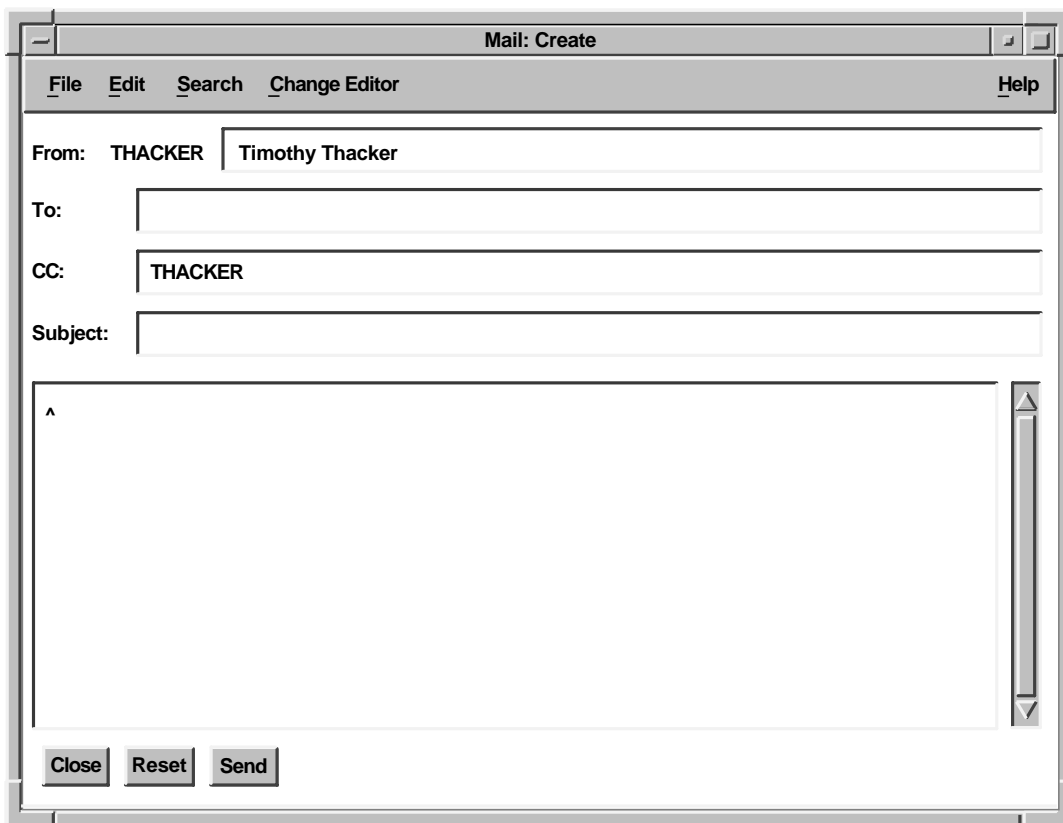 Mail: Create
File Edit Search Change Editor Help
From: THACKER Timothy Thacker
To:
CC: THACKER
Subject:
^
Close Reset Send